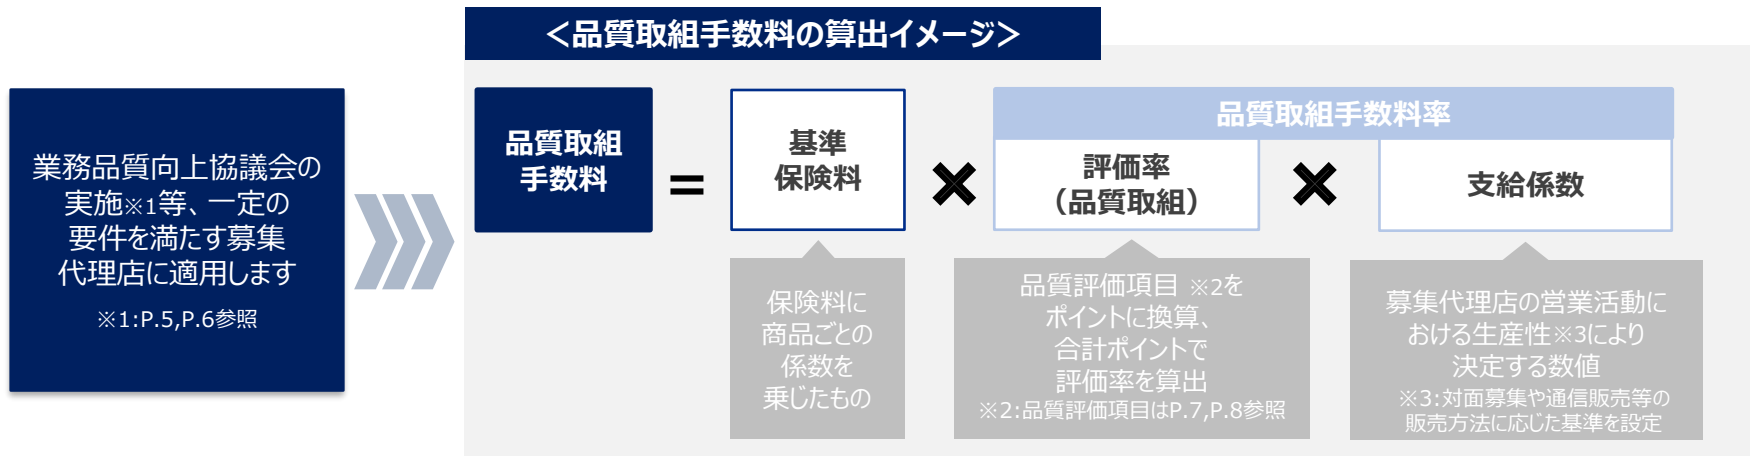 ＜品質取組手数料の算出イメージ＞
業務品質向上協議会の
実施※1等、一定の
要件を満たす募集
代理店に適用します
※1:P.5,P.6参照
品質取組
手数料
＝
基準
保険料
×
品質取組手数料率
評価率
（品質取組）
×
支給係数
保険料に
商品ごとの
係数を
乗じたもの
品質評価項目 ※2を
ポイントに換算、
合計ポイントで
評価率を算出
※2:品質評価項目はP.7,P.8参照
募集代理店の営業活動に
おける生産性※3により
決定する数値
※3:対面募集や通信販売等の
販売方法に応じた基準を設定